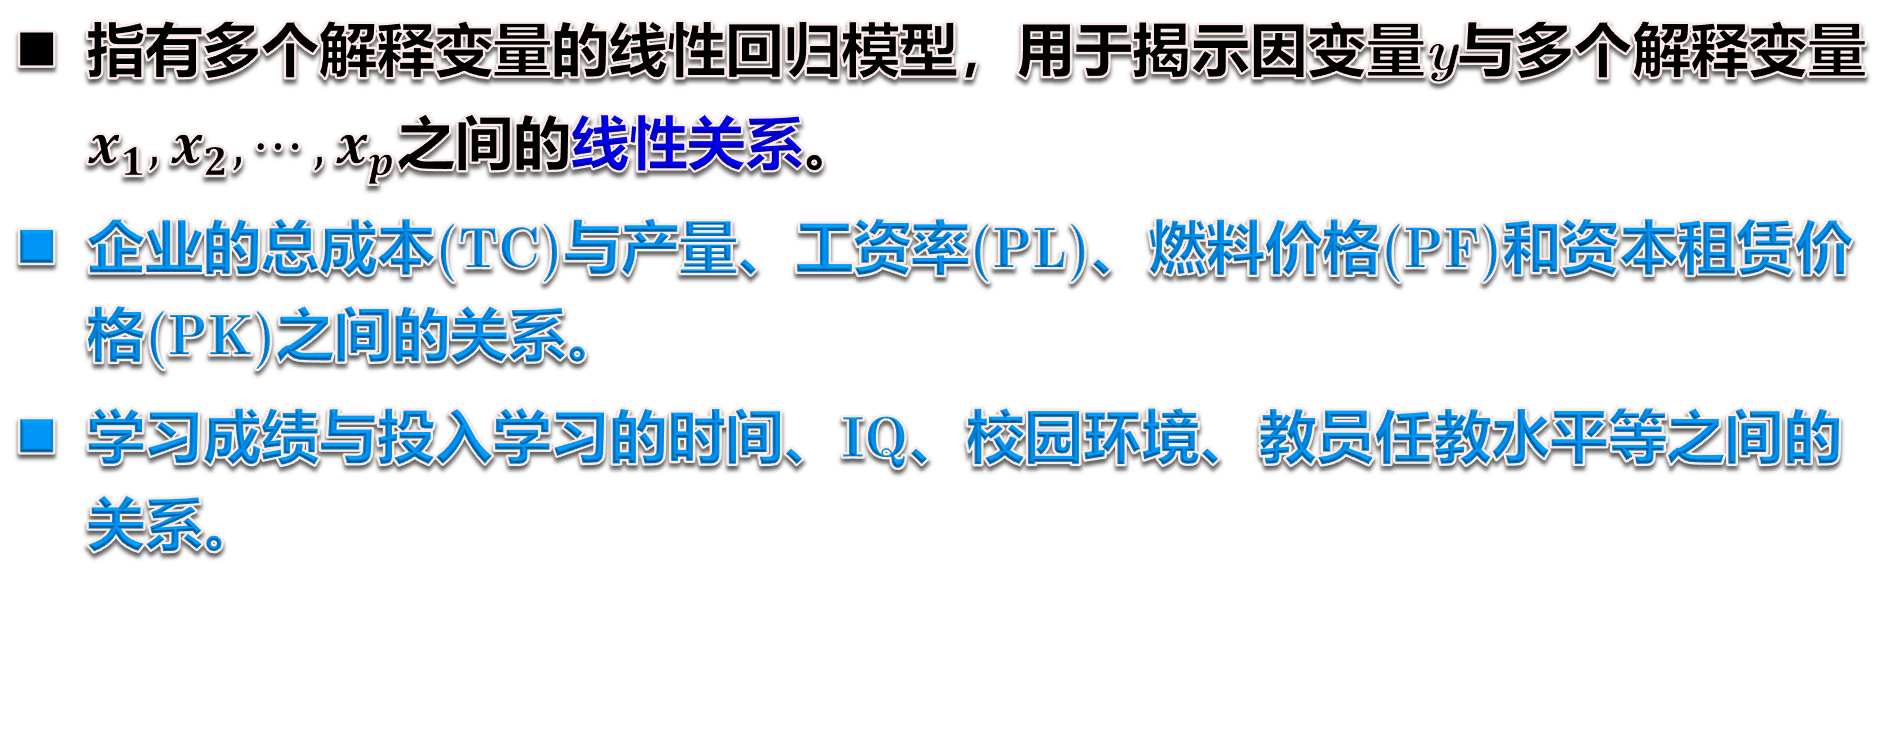 ■ 指有多个解释变量的线性回归模型，用于揭示因变量y与多个解释变量
x₁, x₂, ⋯ , xₚ之间的线性关系。
■ 企业的总成本(TC)与产量、工资率(PL)、燃料价格(PF)和资本租赁价
格(PK)之间的关系。
■ 学习成绩与投入学习的时间、IQ、校园环境、教员任教水平等之间的
关系。